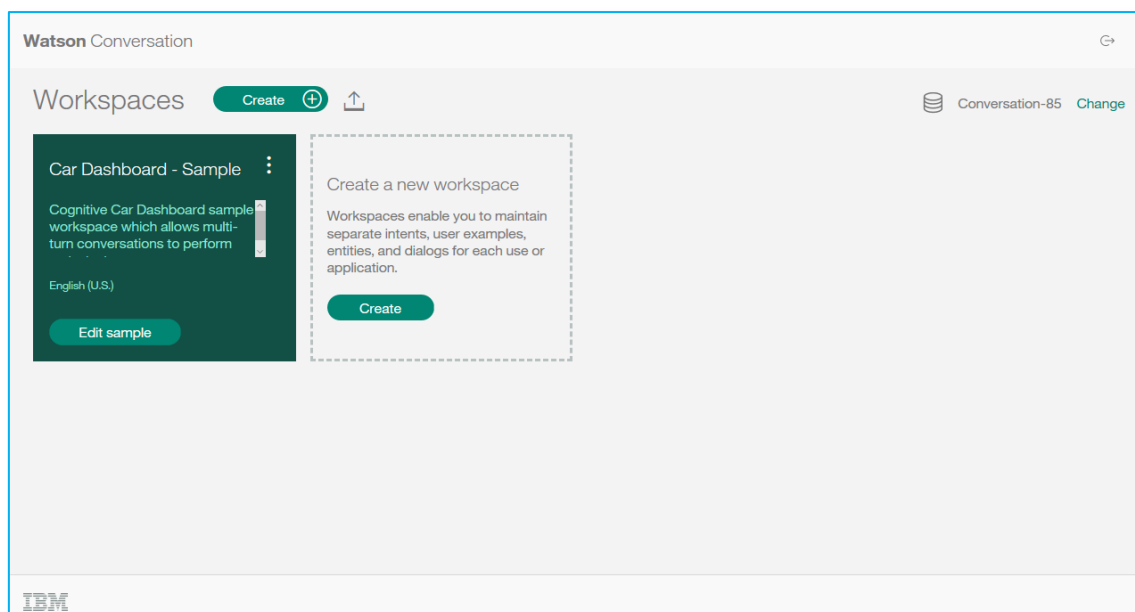 Watson Conversation
Workspaces
Create
Conversation-85 Change
Car Dashboard - Sample
Cognitive Car Dashboard sample
workspace which allows multi-
turn conversations to perform
English (U.S.)
Edit sample
Create a new workspace
Workspaces enable you to maintain
separate intents, user examples,
entities, and dialogs for each use or
application.
Create
IBM